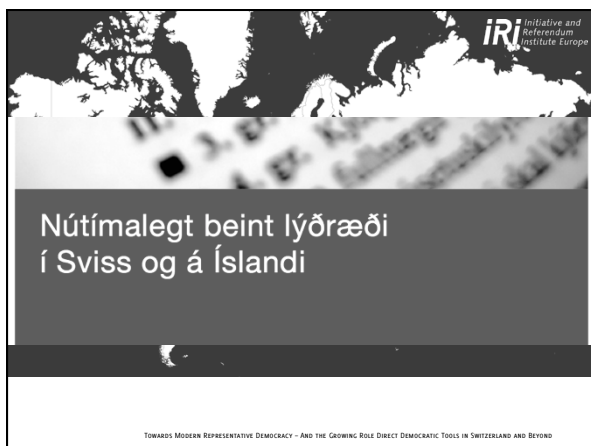 iRi Initiative and
Referendum
Institute Europe
Nútímalegt beint lýðræði
í Sviss og á Íslandi
TOWARDS MODERN REPRESENTATIVE DEMOCRACY – AND THE GROWING ROLE DIRECT DEMOCRATIC TOOLS IN SWITZERLAND AND BEYOND